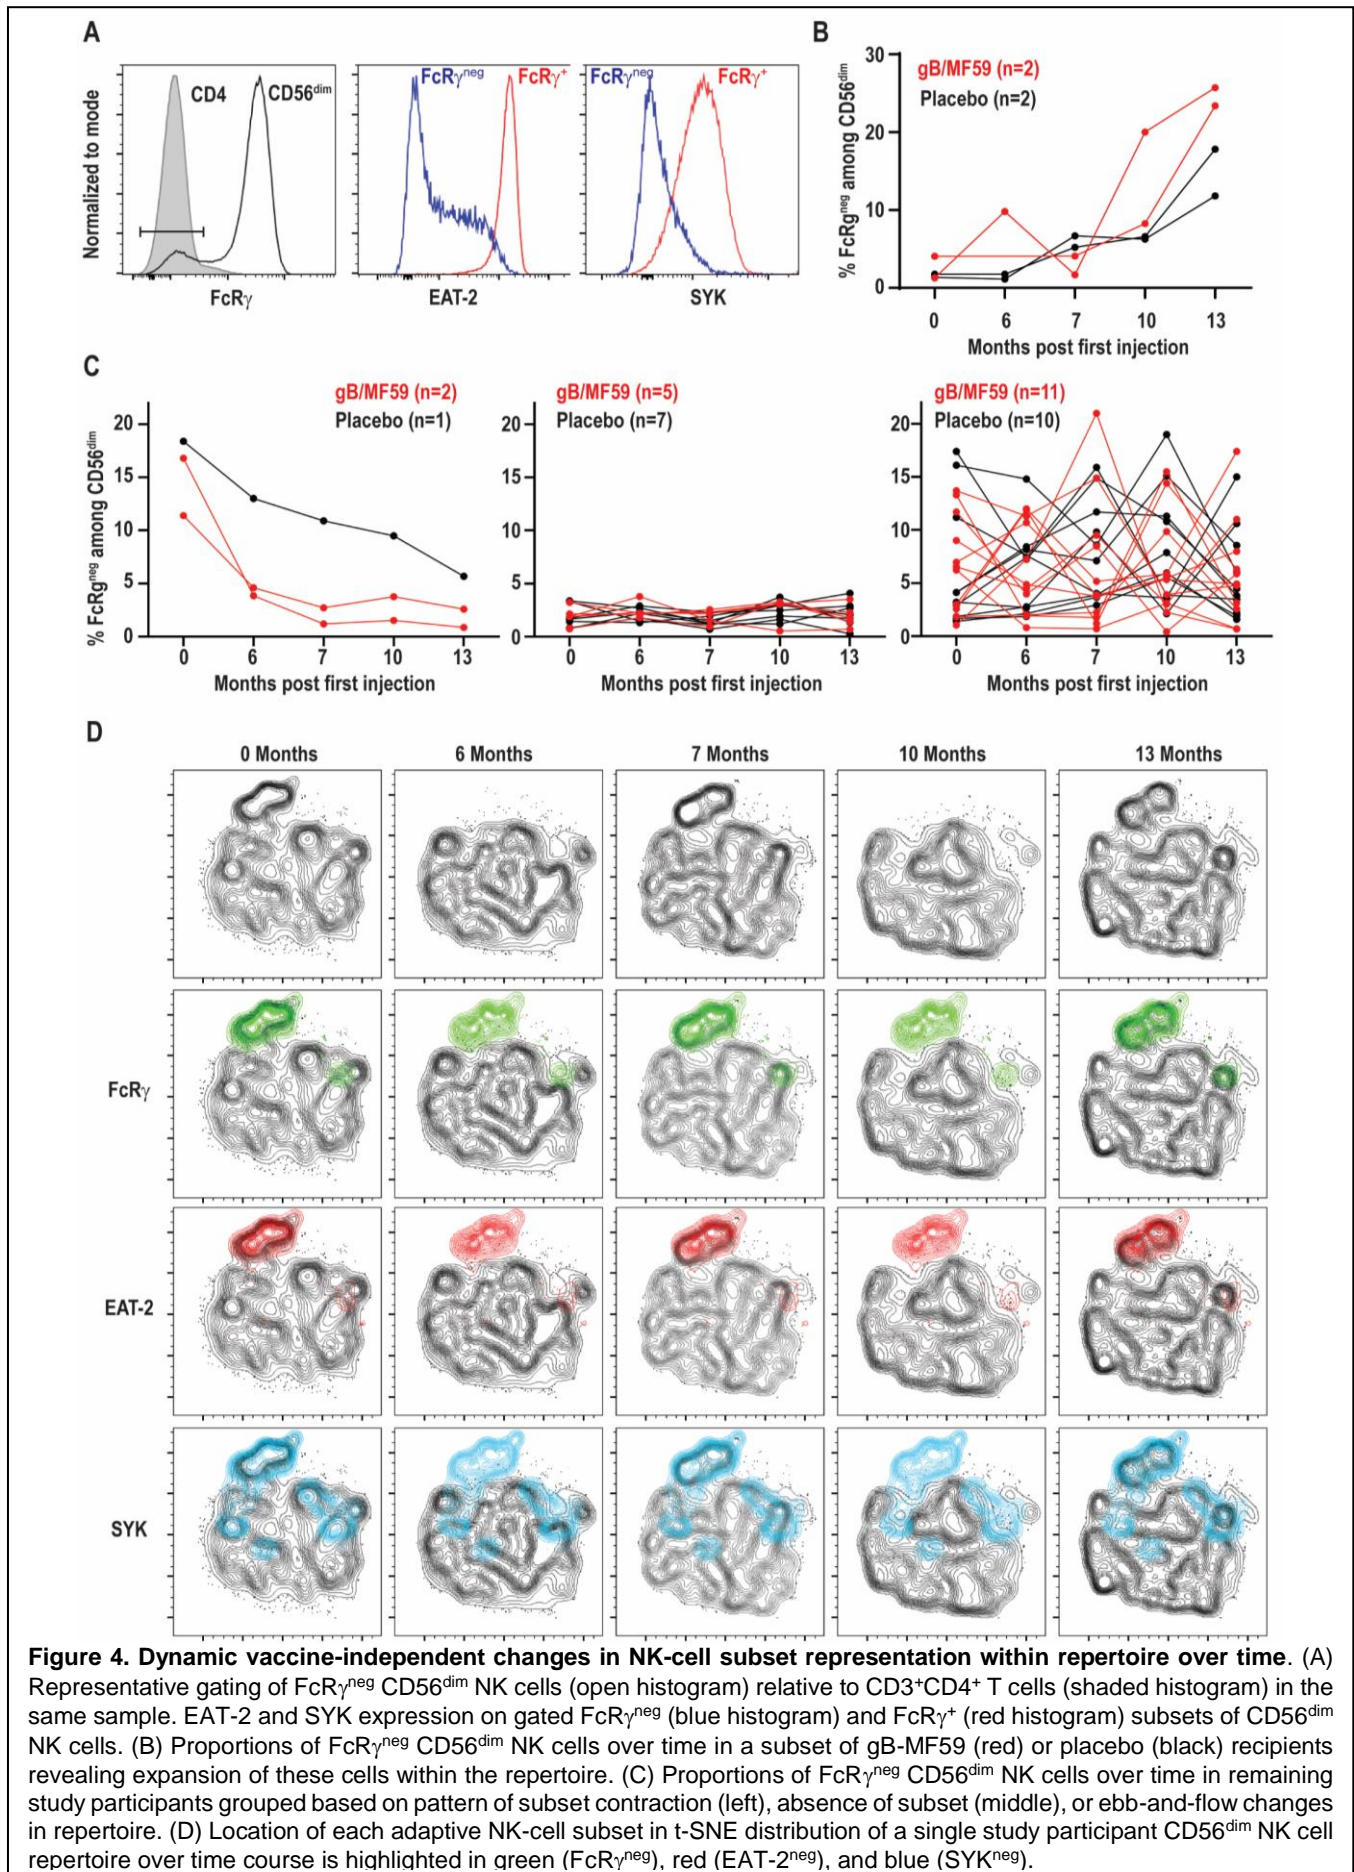 A
Normalized to mode
CD4
CD56dim
FcRγ
FcRγneg
FcRγ+
EAT-2
FcRγneg
FcRγ+
SYK
B
% FcRgneg among CD56dim
30
20
10
0
gB/MF59 (n=2)
Placebo (n=2)
0 6 7 10 13
Months post first injection
C
% FcRgneg among CD56dim
20
15
10
5
0
gB/MF59 (n=2)
Placebo (n=1)
0 6 7 10 13
Months post first injection
20
15
10
5
0
gB/MF59 (n=5)
Placebo (n=7)
0 6 7 10 13
Months post first injection
20
15
10
5
0
gB/MF59 (n=11)
Placebo (n=10)
0 6 7 10 13
Months post first injection
D
0 Months 6 Months 7 Months 10 Months 13 Months
FcRγ
EAT-2
SYK
Figure 4. Dynamic vaccine-independent changes in NK-cell subset representation within repertoire over time. (A)
Representative gating of FcRγneg CD56dim NK cells (open histogram) relative to CD3+CD4+ T cells (shaded histogram) in the
same sample. EAT-2 and SYK expression on gated FcRγneg (blue histogram) and FcRγ+ (red histogram) subsets of CD56dim
NK cells. (B) Proportions of FcRγneg CD56dim NK cells over time in a subset of gB-MF59 (red) or placebo (black) recipients
revealing expansion of these cells within the repertoire. (C) Proportions of FcRγneg CD56dim NK cells over time in remaining
study participants grouped based on pattern of subset contraction (left), absence of subset (middle), or ebb-and-flow changes
in repertoire. (D) Location of each adaptive NK-cell subset in t-SNE distribution of a single study participant CD56dim NK cell
repertoire over time course is highlighted in green (FcRγneg), red (EAT-2neg), and blue (SYKneg).